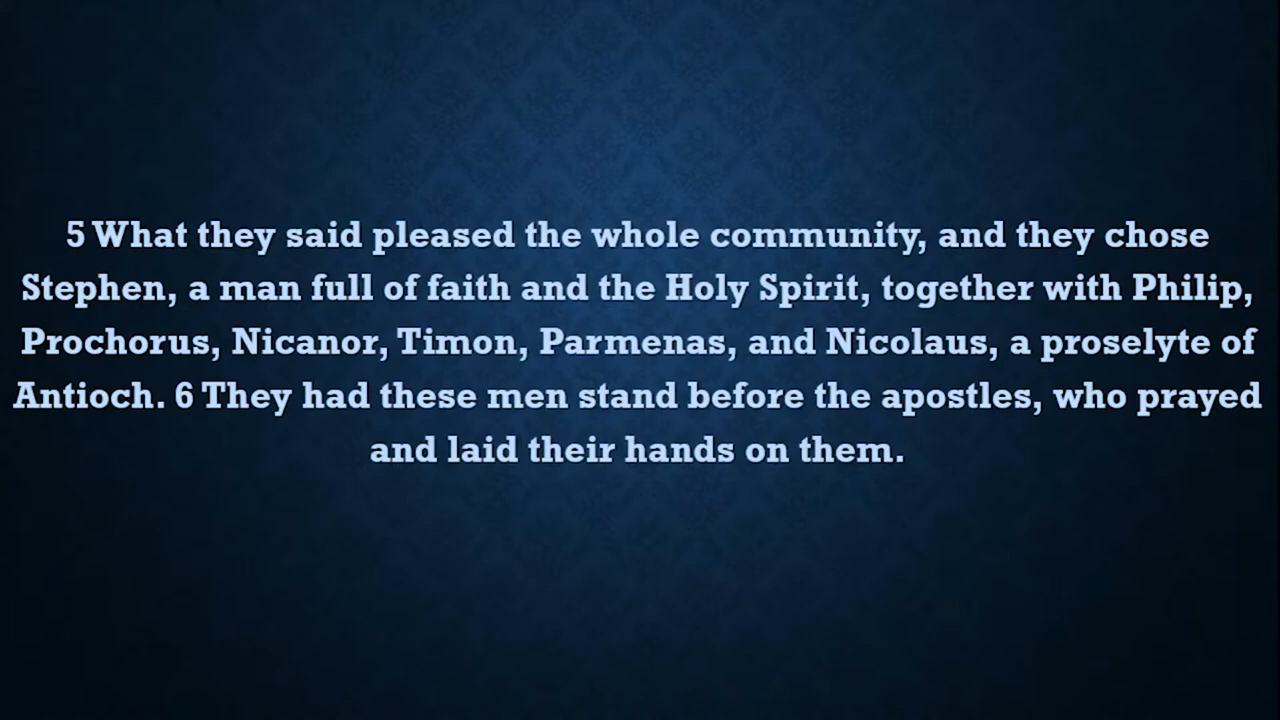 5 What they said pleased the whole community, and they chose
Stephen, a man full of faith and the Holy Spirit, together with Philip,
Prochorus, Nicanor, Timon, Parmenas, and Nicolaus, a proselyte of
Antioch. 6 They had these men stand before the apostles, who prayed
and laid their hands on them.